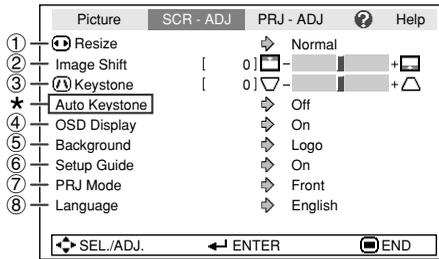 Picture SCR - ADJ PRJ - ADJ ? Help
① Resize Normal
② Image Shift [ 0 ] - +
③ Keystone [ 0 ] - +
* Auto Keystone Off
④ OSD Display On
⑤ Background Logo
⑥ Setup Guide On
⑦ PRJ Mode Front
⑧ Language English
SEL./ADJ. ENTER END